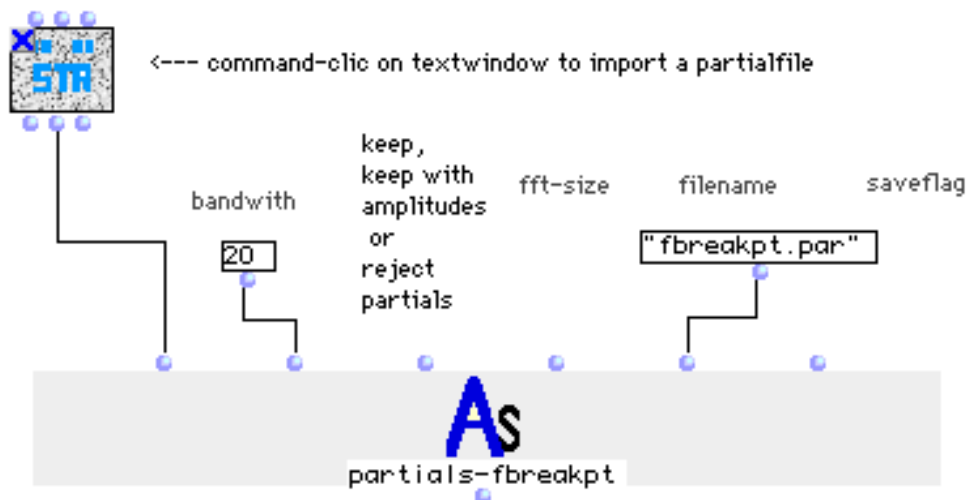 STR
<--- command-clic on textwindow to import a partialfile
keep,
keep with
amplitudes
or
reject
partials
bandwith
fft-size
filename
saveflag
20
"fbreakpt.par"
As
partials-fbreakpt